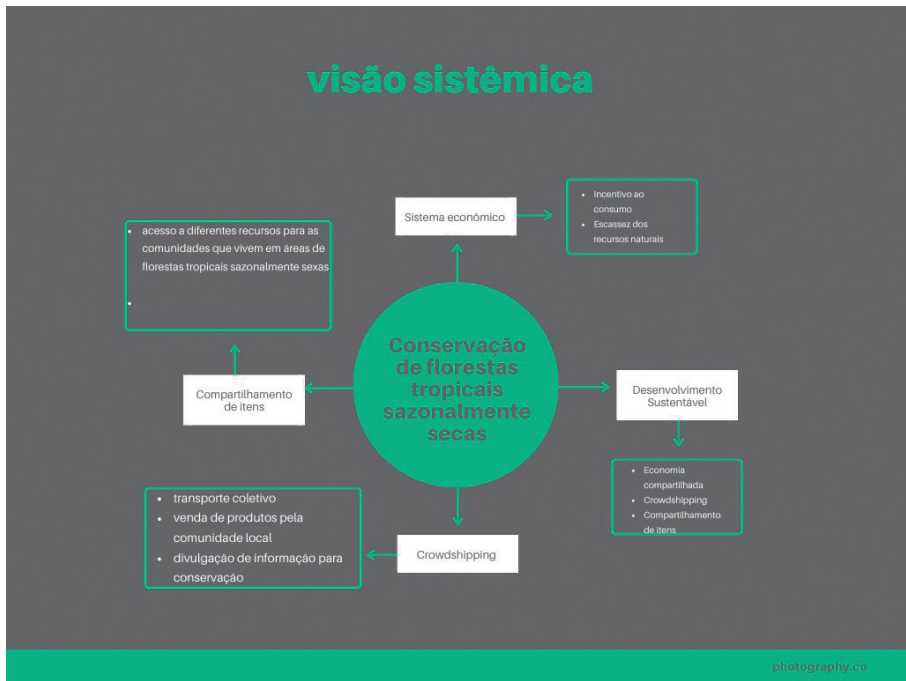 visão sistêmica
Sistema econômico
• Incentivo ao
consumo
• Escassez dos
recursos naturais
• acesso a diferentes recursos para as
comunidades que vivem em áreas de
florestas tropicais sazonalmente sexas
•
Conservação
de florestas
tropicais
sazonalmente
secas
Compartilhamento
de itens
Desenvolvimento
Sustentável
• Economia
compartilhada
• Crowdshipping
• Compartilhamento
de itens
• transporte coletivo
• venda de produtos pela
comunidade local
• divulgação de informação para
conservação
Crowdshipping
photography.co